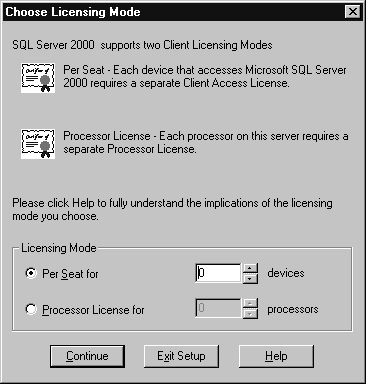 Choose Licensing Mode
SQL Server 2000 supports two Client Licensing Modes
Per Seat - Each device that accesses Microsoft SQL Server
2000 requires a separate Client Access License.
Processor License - Each processor on this server requires a
separate Processor License.
Please click Help to fully understand the implications of the licensing
mode you choose.
Licensing Mode
Per Seat for 0 devices
Processor License for 0 processors
Continue Exit Setup Help